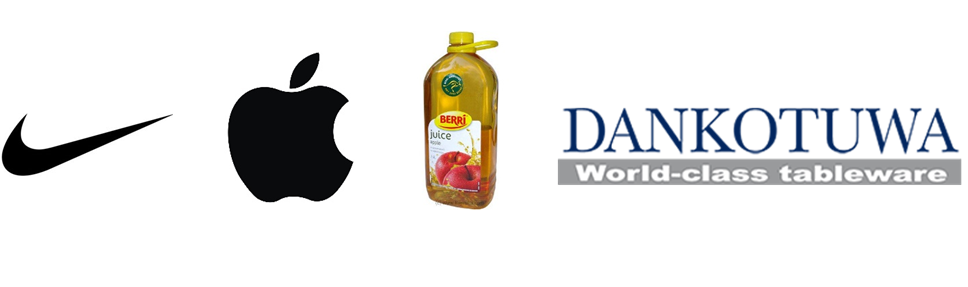 BERRI
juice
apple
DANKOTUWA
World-class tableware